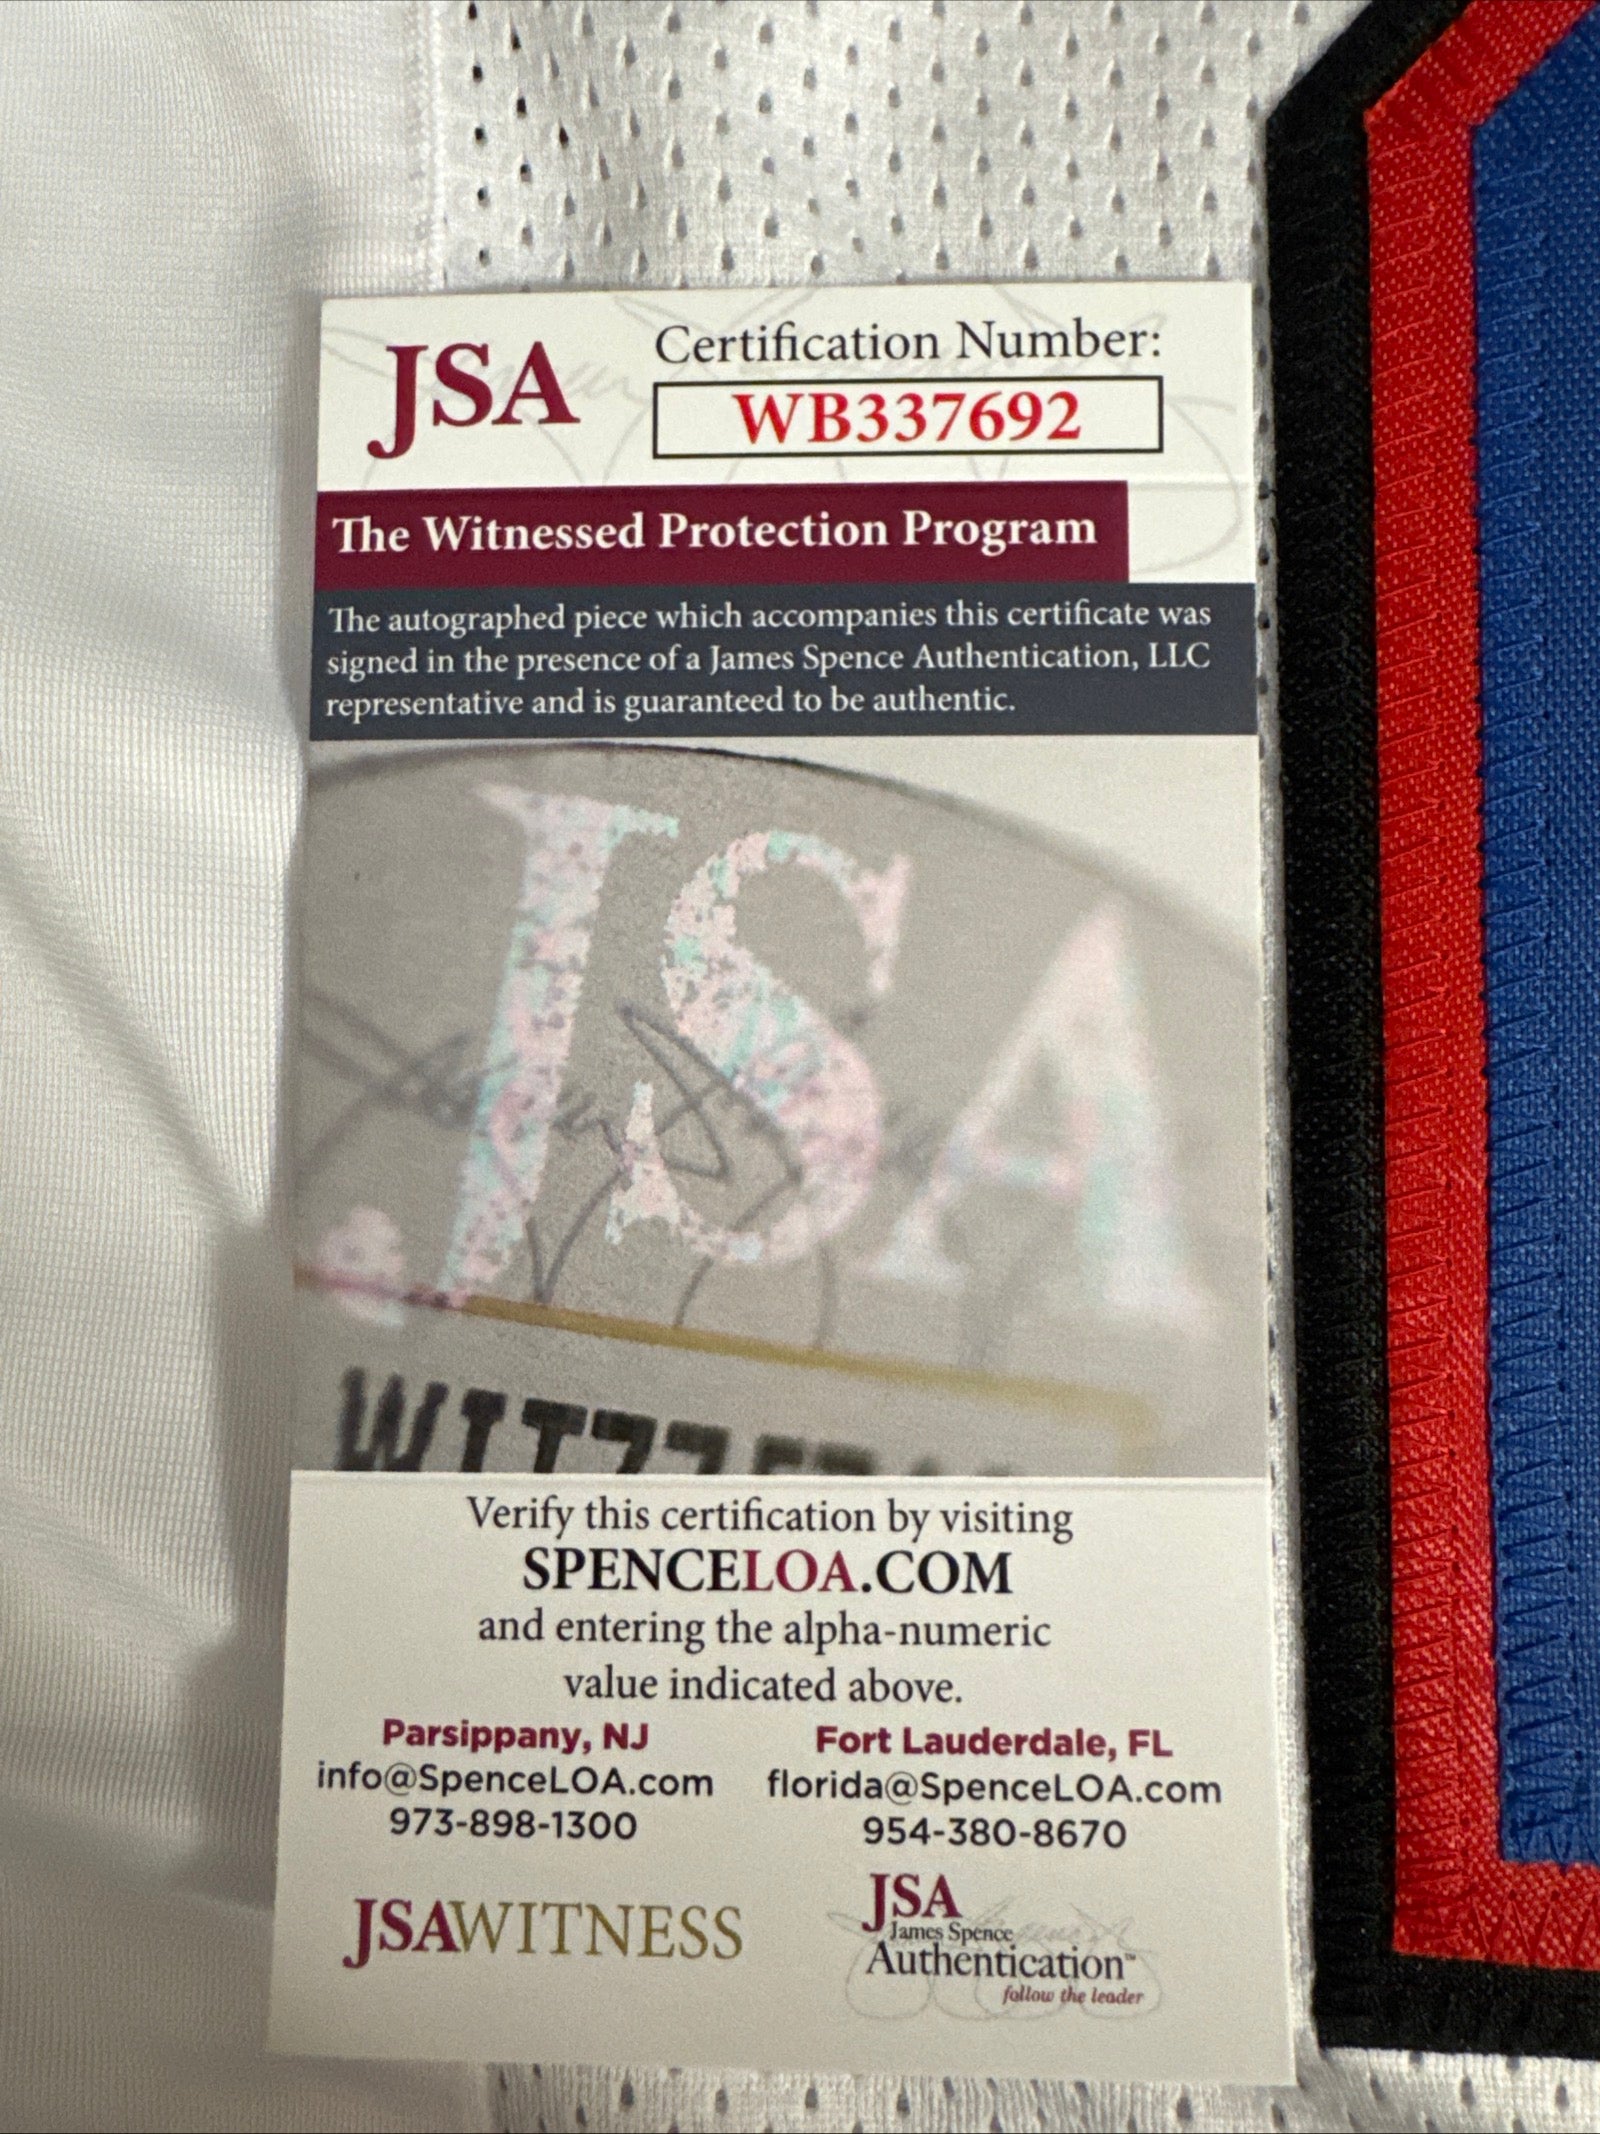 JSA
Certification Number:
WB337692
The Witnessed Protection Program
The autographed piece which accompanies this certificate was
signed in the presence of a James Spence Authentication, LLC
representative and is guaranteed to be authentic.
JSA
Verify this certification by visiting
SPENCELOA.COM
and entering the alpha-numeric
value indicated above.
Parsippany, NJ
info@SpenceLOA.com
973-898-1300
Fort Lauderdale, FL
florida@SpenceLOA.com
954-380-8670
JSAWITNESS
JSA
James Spence
Authentication™
follow the leader